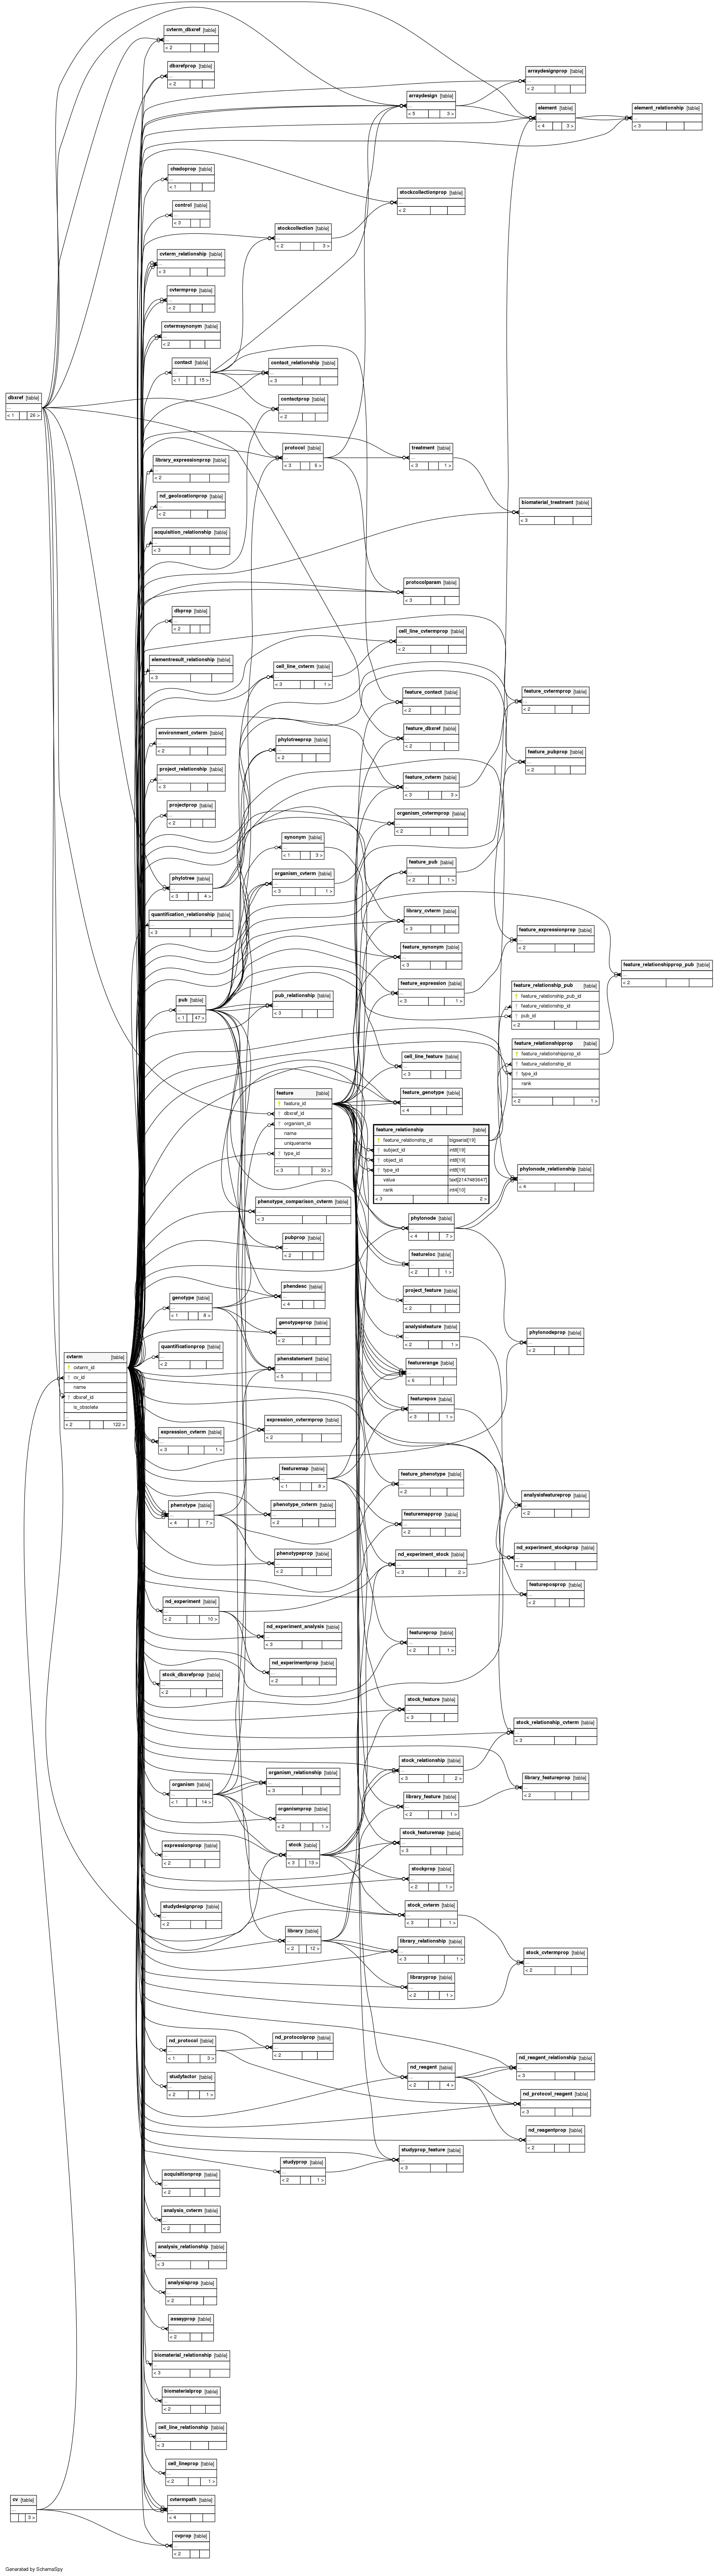 cvterm_dbxref [table]
...
< 2
dbxrefprop [table]
...
< 2
arraydesignprop [table]
...
< 2
arraydesign [table]
...
< 5 3 >
element [table]
...
< 4 3 >
element_relationship [table]
...
< 3
chadoprop [table]
...
< 1
stockcollectionprop [table]
...
< 2
control [table]
...
< 3
stockcollection [table]
...
< 2 3 >
cvterm_relationship [table]
...
< 3
cvtermprop [table]
...
< 2
cvtermsynonym [table]
...
< 2
contact [table]
...
< 1 15 >
contact_relationship [table]
...
< 3
dbxref [table]
...
< 1 26 >
contactprop [table]
...
< 2
protocol [table]
...
< 3 6 >
treatment [table]
...
< 3 1 >
library_expressionprop [table]
...
< 2
nd_geolocationprop [table]
...
< 2
biomaterial_treatment [table]
...
< 3
acquisition_relationship [table]
...
< 3
protocolparam [table]
...
< 3
dbprop [table]
...
< 2
cell_line_cvtermprop [table]
...
< 2
elementresult_relationship [table]
...
< 3
cell_line_cvterm [table]
...
< 3 1 >
feature_contact [table]
...
< 2
feature_cvtermprop [table]
...
< 2
feature_dbxref [table]
...
< 2
environment_cvterm [table]
...
< 2
phylotreeprop [table]
...
< 2
feature_pubprop [table]
...
< 2
project_relationship [table]
...
< 3
feature_cvterm [table]
...
< 3 3 >
projectprop [table]
...
< 2
organism_cvtermprop [table]
...
< 2
synonym [table]
...
< 1 3 >
feature_pub [table]
...
< 2 1 >
phylotree [table]
...
< 3 4 >
organism_cvterm [table]
...
< 3 1 >
quantification_relationship [table]
...
< 3
library_cvterm [table]
...
< 3
feature_expressionprop [table]
...
< 2
feature_synonym [table]
...
< 3
feature_relationshipprop_pub [table]
...
< 2
feature_expression [table]
...
< 3 1 >
feature_relationship_pub [table]
feature_relationship_pub_id
feature_relationship_id
pub_id
< 2
pub [table]
...
< 1 47 >
pub_relationship [table]
...
< 3
feature_relationshipprop [table]
feature_relationshipprop_id
feature_relationship_id
type_id
rank
...
< 2 1 >
cell_line_feature [table]
...
< 3
feature_genotype [table]
...
< 4
feature [table]
feature_id
dbxref_id
organism_id
name
uniquename
type_id
...
< 3 30 >
feature_relationship [table]
feature_relationship_id bigserial[19]
subject_id int8[19]
object_id int8[19]
type_id int8[19]
value text[2147483647]
rank int4[10]
< 3 2 >
phylonode_relationship [table]
...
< 4
phenotype_comparison_cvterm [table]
...
< 3
phylonode [table]
...
< 4 7 >
pubprop [table]
...
< 2
featureloc [table]
...
< 2 1 >
phendesc [table]
...
< 4
project_feature [table]
...
< 2
genotype [table]
...
< 1 8 >
genotypeprop [table]
...
< 2
analysisfeature [table]
...
< 2 1 >
phylonodeprop [table]
...
< 2
quantificationprop [table]
...
< 2
phenstatement [table]
...
< 5
featurerange [table]
...
< 6
cvterm [table]
cvterm_id
cv_id
name
dbxref_id
is_obsolete
...
< 2 122 >
featurepos [table]
...
< 3 1 >
expression_cvterm [table]
...
< 3 1 >
expression_cvtermprop [table]
...
< 2
featuremap [table]
...
< 1 8 >
feature_phenotype [table]
...
< 2
analysisfeatureprop [table]
...
< 2
phenotype [table]
...
< 4 7 >
phenotype_cvterm [table]
...
< 2
featuremapprop [table]
...
< 2
phenotypeprop [table]
...
< 2
nd_experiment_stock [table]
...
< 3 2 >
nd_experiment_stockprop [table]
...
< 2
featureposprop [table]
...
< 2
nd_experiment [table]
...
< 2 10 >
nd_experiment_analysis [table]
...
< 3
featureprop [table]
...
< 2 1 >
nd_experimentprop [table]
...
< 2
stock_dbxrefprop [table]
...
< 2
stock_feature [table]
...
< 3
stock_relationship_cvterm [table]
...
< 3
stock_relationship [table]
...
< 3 2 >
organism [table]
...
< 1 14 >
organism_relationship [table]
...
< 3
library_featureprop [table]
...
< 2
library_feature [table]
...
< 2 1 >
organismprop [table]
...
< 2 1 >
expressionprop [table]
...
< 2
stock [table]
...
< 3 13 >
stock_featuremap [table]
...
< 3
stockprop [table]
...
< 2 1 >
studydesignprop [table]
...
< 2
stock_cvterm [table]
...
< 3 1 >
library [table]
...
< 2 12 >
library_relationship [table]
...
< 3 1 >
stock_cvtermprop [table]
...
< 2
libraryprop [table]
...
< 2 1 >
nd_protocol [table]
...
< 1 3 >
nd_protocolprop [table]
...
< 2
nd_reagent_relationship [table]
...
< 3
nd_reagent [table]
...
< 2 4 >
studyfactor [table]
...
< 2 1 >
nd_protocol_reagent [table]
...
< 3
nd_reagentprop [table]
...
< 2
studyprop_feature [table]
...
< 3
studyprop [table]
...
< 2 1 >
acquisitionprop [table]
...
< 2
analysis_cvterm [table]
...
< 2
analysis_relationship [table]
...
< 3
analysisprop [table]
...
< 2
assayprop [table]
...
< 2
biomaterial_relationship [table]
...
< 3
biomaterialprop [table]
...
< 2
cell_line_relationship [table]
...
< 3
cell_lineprop [table]
...
< 2 1 >
cv [table]
...
3 >
cvtermpath [table]
...
< 4
cvprop [table]
...
< 2
Generated by SchemaSpy